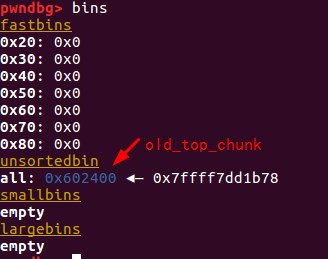 pwndbg> bins
fastbins
0x20: 0x0
0x30: 0x0
0x40: 0x0
0x50: 0x0
0x60: 0x0
0x70: 0x0
0x80: 0x0
unsortedbin
old_top_chunk
all: 0x602400 ◂— 0x7ffff7dd1b78
smallbins
empty
largebins
empty